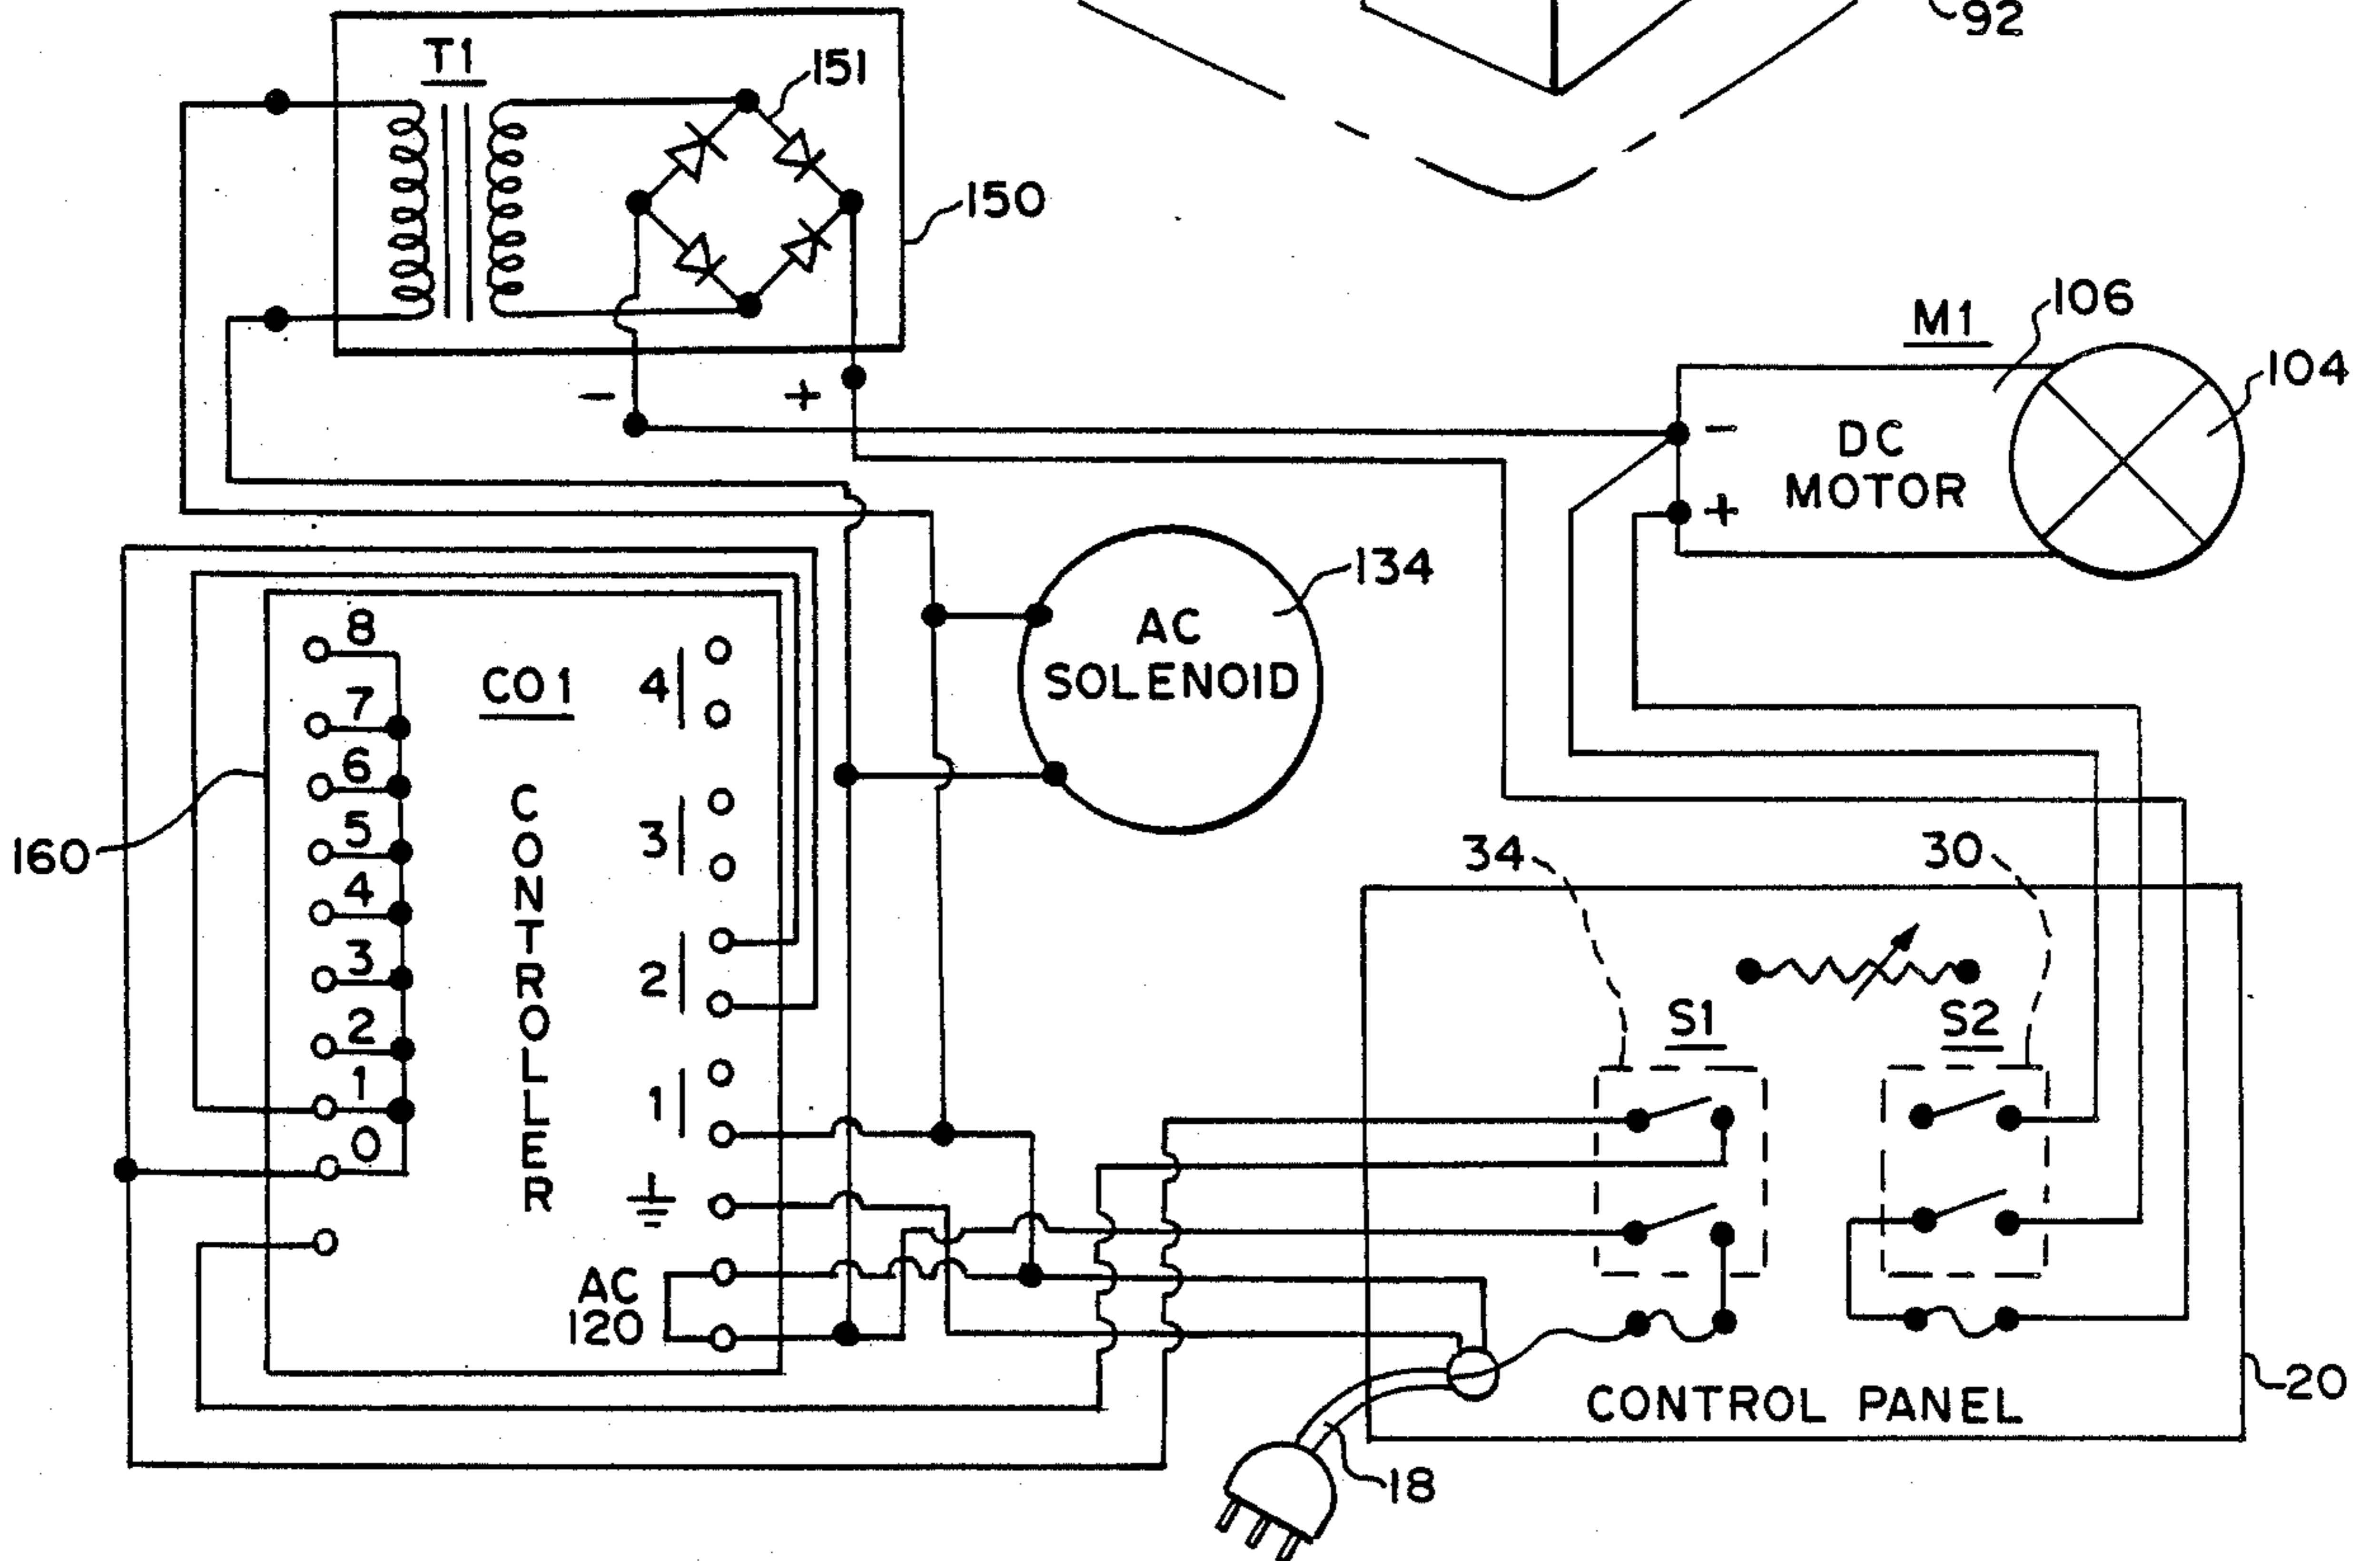 92
T1
151
150
−
+
M1
106
104
−
DC
MOTOR
+
134
AC
SOLENOID
160
8
7
6
5
4
3
2
1
0
CO1
CONTROLLER
4
3
2
1
AC
120
34
30
S1
S2
20
CONTROL PANEL
18